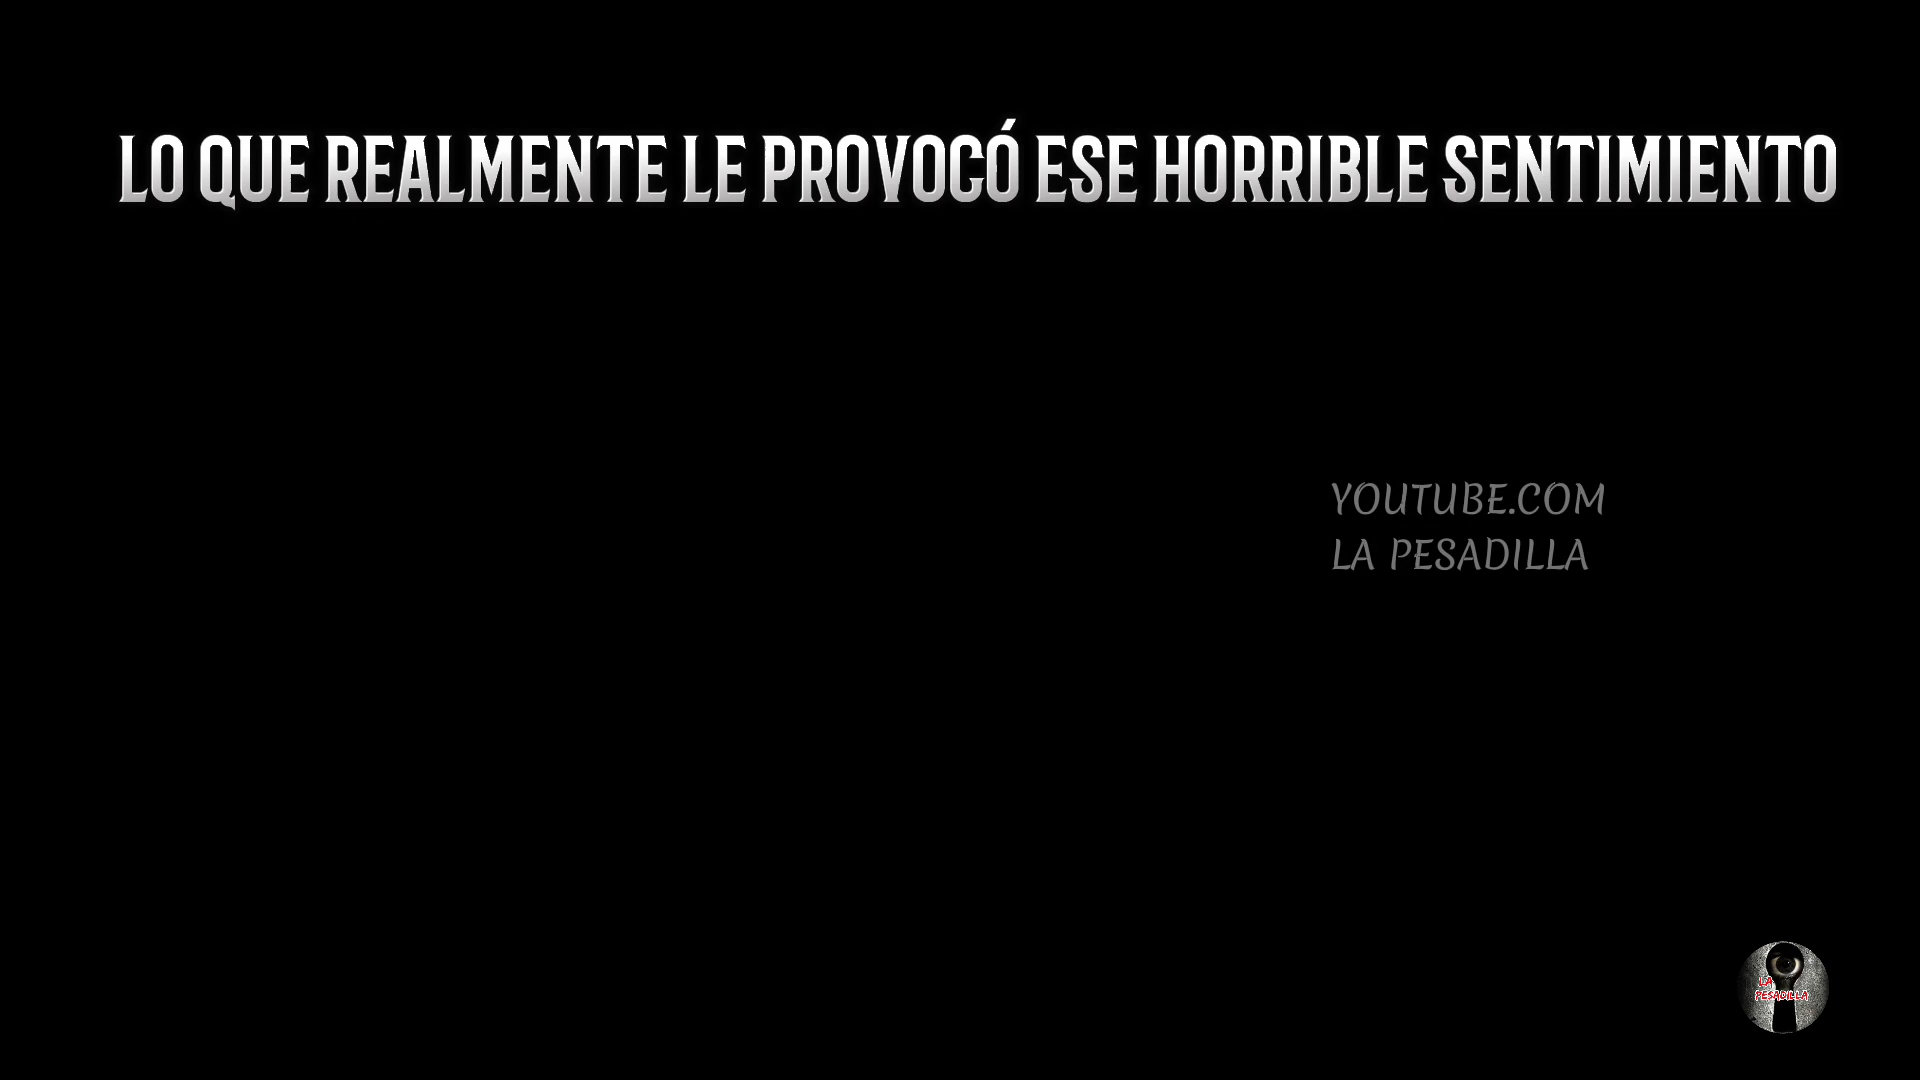 LO QUE REALMENTE LE PROVOCÓ ESE HORRIBLE SENTIMIENTO
YOUTUBE.COM
LA PESADILLA
LA
PESADILLA